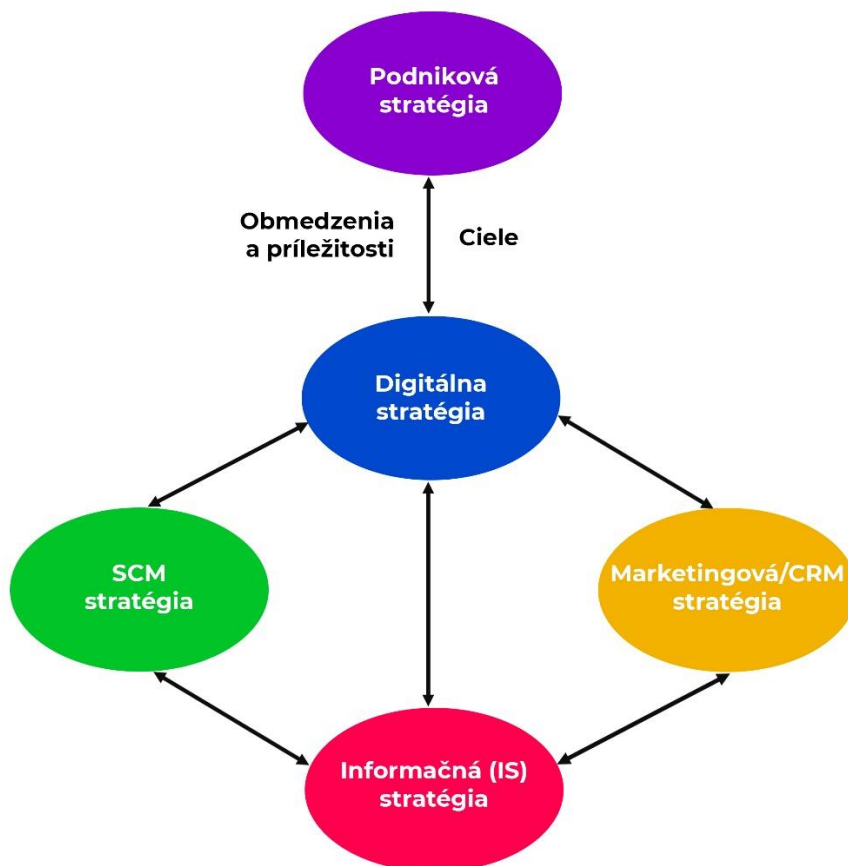 Podniková
stratégia
Obmedzenia
a príležitosti
Ciele
Digitálna
stratégia
SCM
stratégia
Marketingová/CRM
stratégia
Informačná (IS)
stratégia